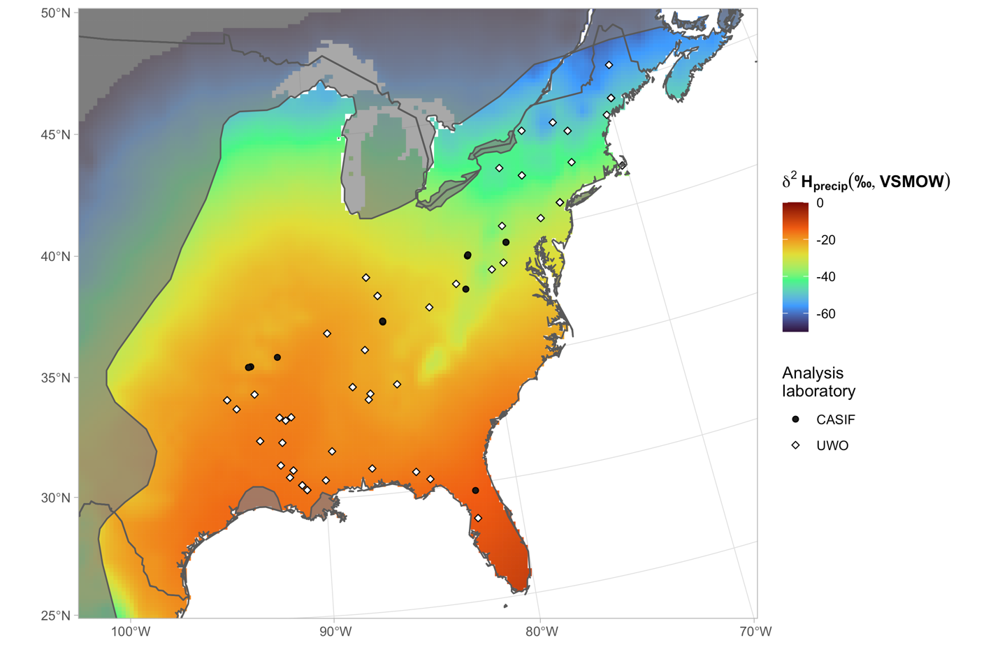 50°N
45°N
40°N
35°N
30°N
25°N
100°W
90°W
80°W
70°W
δ² Hprecip(‰, VSMOW)
0
-20
-40
-60
Analysis
laboratory
CASIF
UWO